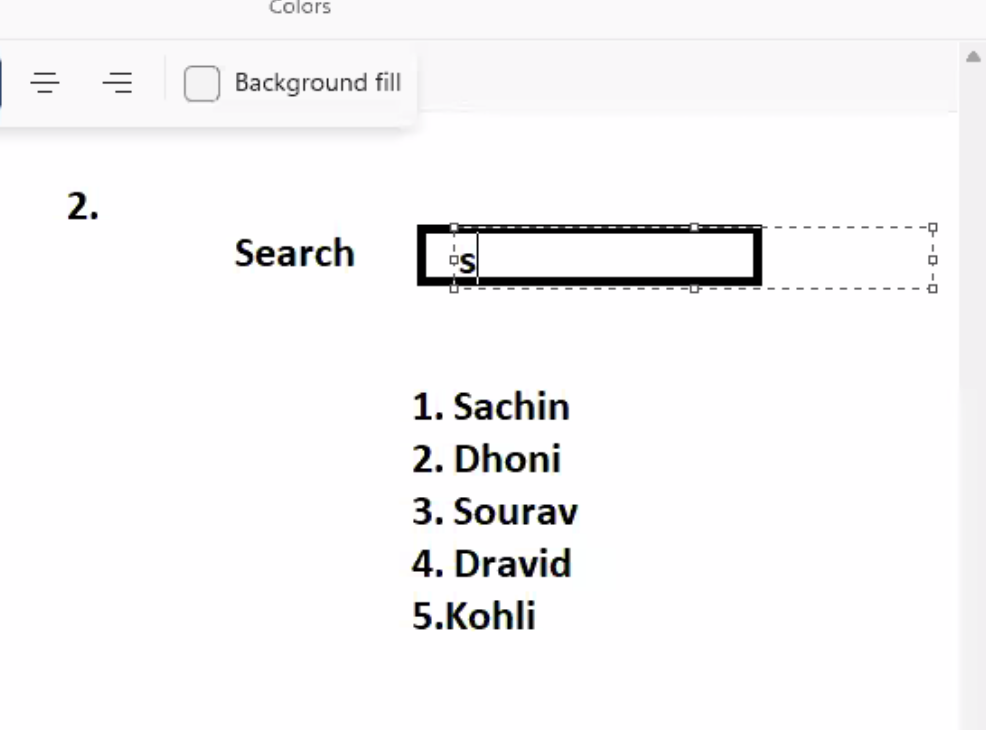 Colors
Background fill
2.
Search
s
1. Sachin
2. Dhoni
3. Sourav
4. Dravid
5.Kohli